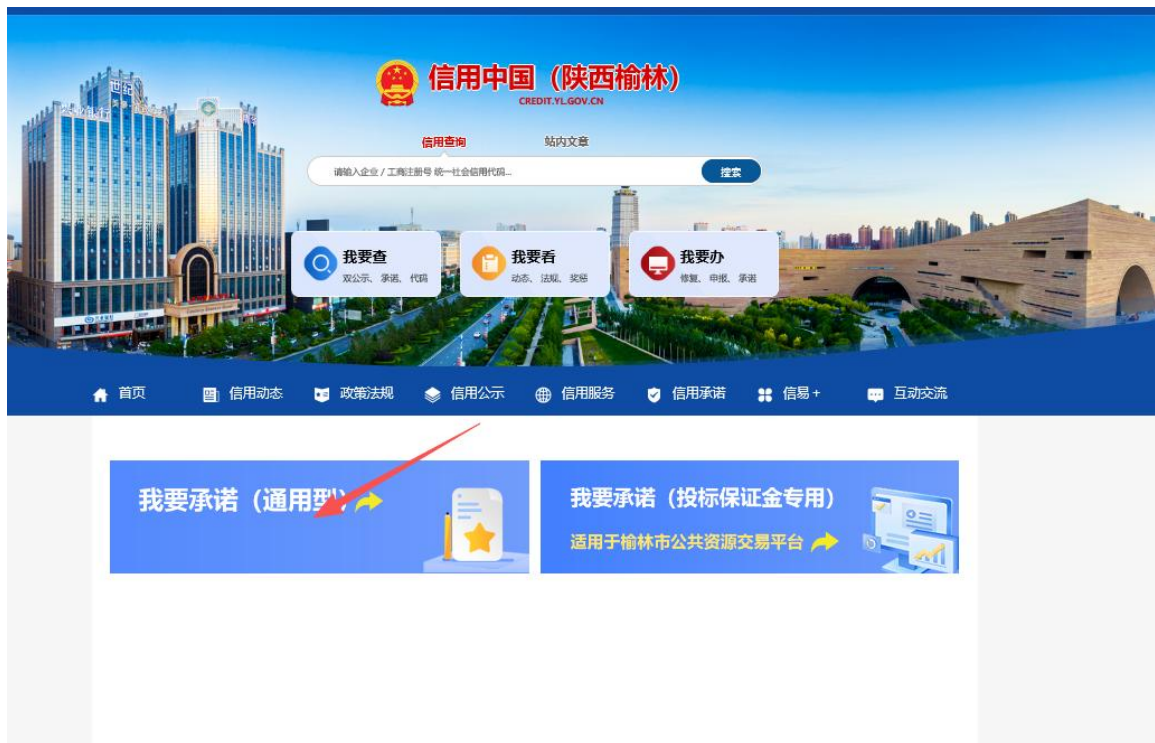 信用中国（陕西榆林）
CREDIT.YL.GOV.CN
信用查询 站内文章
请输入企业 / 工商注册号 统一社会信用代码...
搜索
我要查
双公示、承诺、代码
我要看
动态、法规、奖惩
我要办
修复、申报、承诺
首页 信用动态 政策法规 信用公示 信用服务 信用承诺 信易+ 互动交流
我要承诺（通用型）
我要承诺（投标保证金专用）
适用于榆林市公共资源交易平台